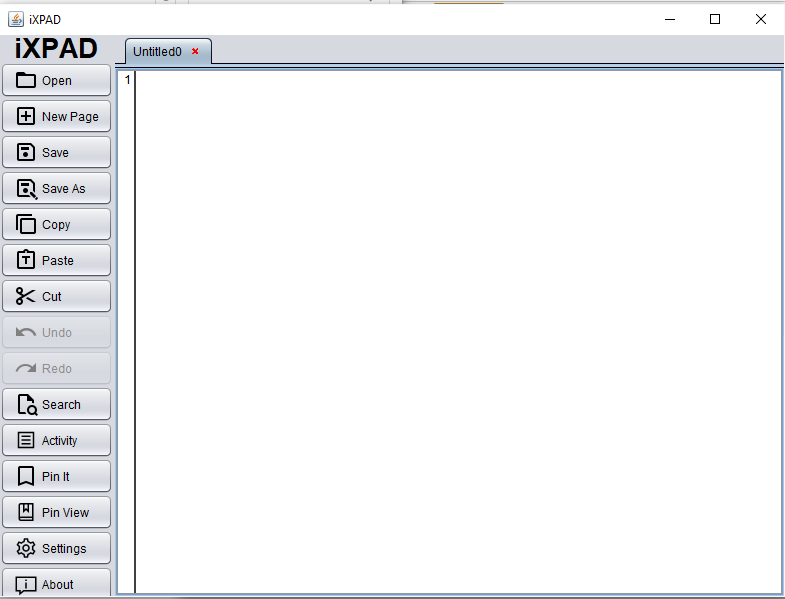 iXPAD
iXPAD
Untitled0
Open
1
New Page
Save
Save As
Copy
Paste
Cut
Undo
Redo
Search
Activity
Pin It
Pin View
Settings
About